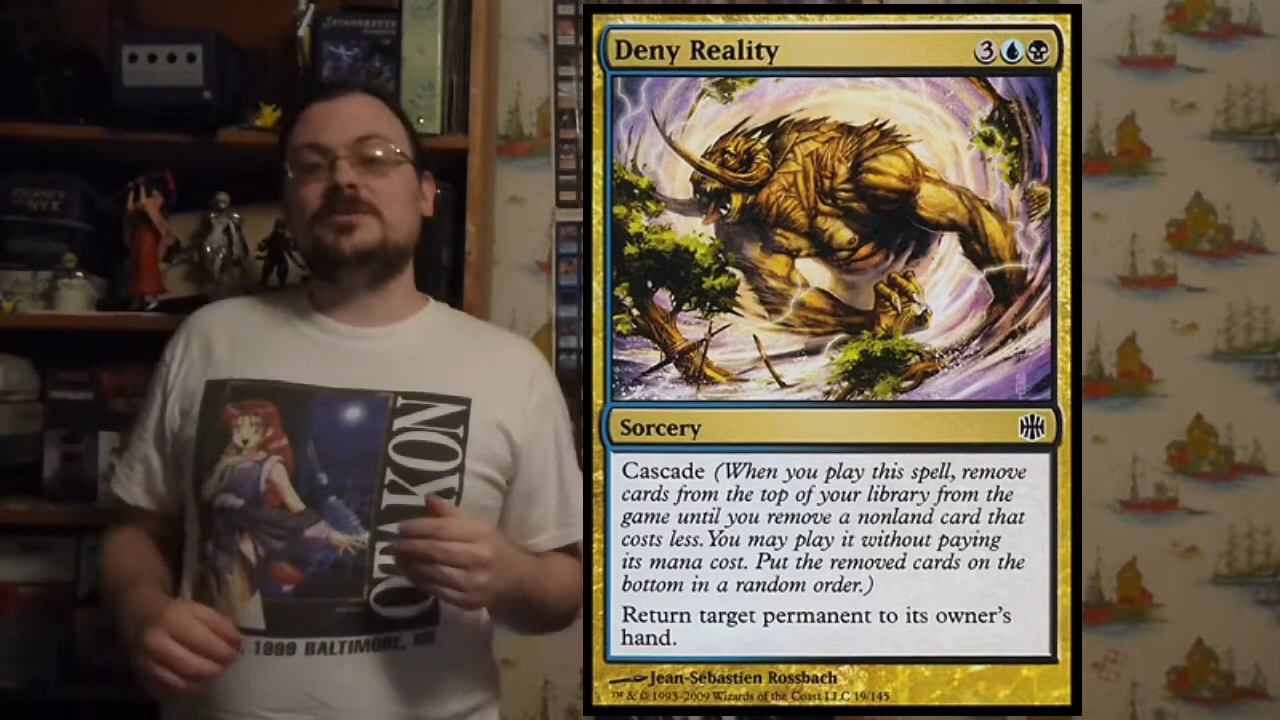 OTAKON
1999 BALTIMORE,
Deny Reality
3
Sorcery
Cascade (When you play this spell, remove
cards from the top of your library from the
game until you remove a nonland card that
costs less. You may play it without paying
its mana cost. Put the removed cards on the
bottom in a random order.)
Return target permanent to its owner's
hand.
Jean-Sébastien Rossbach
™ & © 1993-2009 Wizards of the Coast LLC 19/145